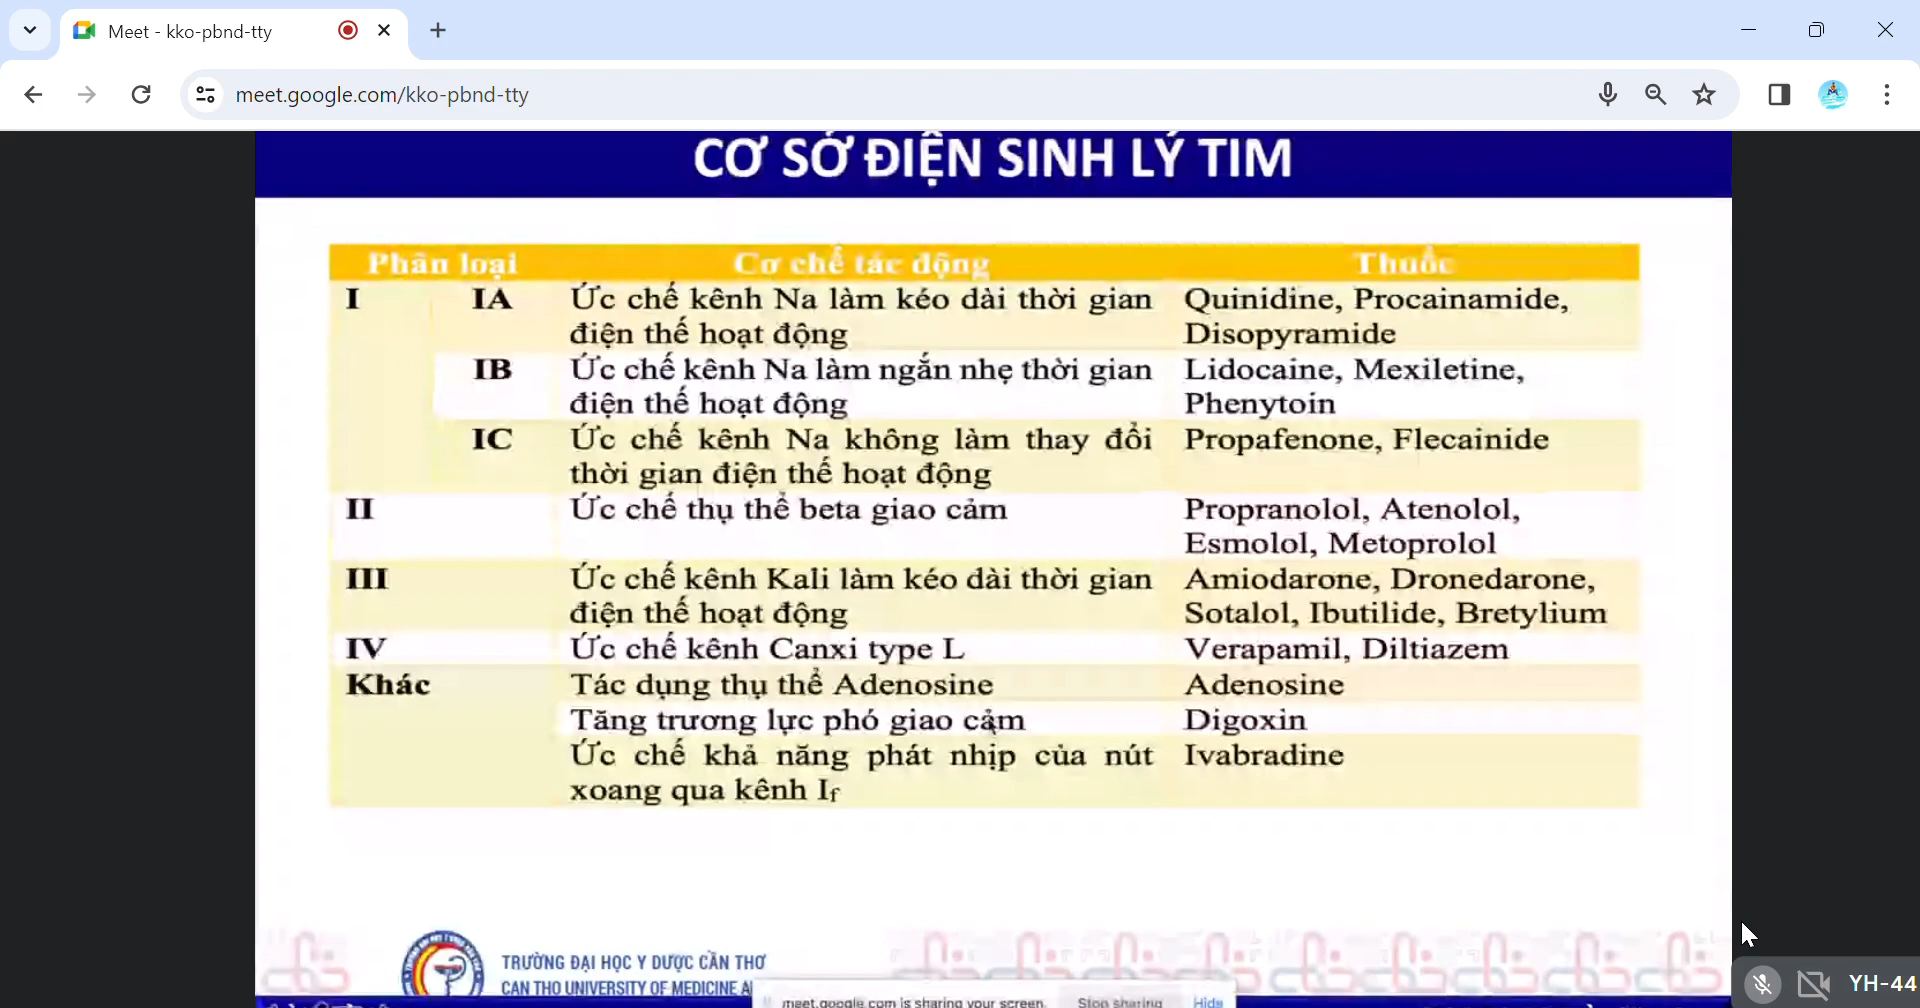 Meet - kko-pbnd-tty
meet.google.com/kko-pbnd-tty
CƠ SỞ ĐIỆN SINH LÝ TIM
Phân loại Cơ chế tác động Thuốc
I IA Ức chế kênh Na làm kéo dài thời gian Quinidine, Procainamide,
điện thế hoạt động Disopyramide
IB Ức chế kênh Na làm ngắn nhẹ thời gian Lidocaine, Mexiletine,
điện thế hoạt động Phenytoin
IC Ức chế kênh Na không làm thay đổi Propafenone, Flecainide
thời gian điện thế hoạt động
II Ức chế thụ thể beta giao cảm Propranolol, Atenolol,
Esmolol, Metoprolol
III Ức chế kênh Kali làm kéo dài thời gian Amiodarone, Dronedarone,
điện thế hoạt động Sotalol, Ibutilide, Bretylium
IV Ức chế kênh Canxi type L Verapamil, Diltiazem
Khác Tác dụng thụ thể Adenosine Adenosine
Tăng trương lực phó giao cảm Digoxin
Ức chế khả năng phát nhịp của nút Ivabradine
xoang qua kênh If
TRƯỜNG ĐẠI HỌC Y DƯỢC CẦN THƠ
CAN THO UNIVERSITY OF MEDICINE
meet.google.com is sharing your screen. Stop sharing Hide
YH-44